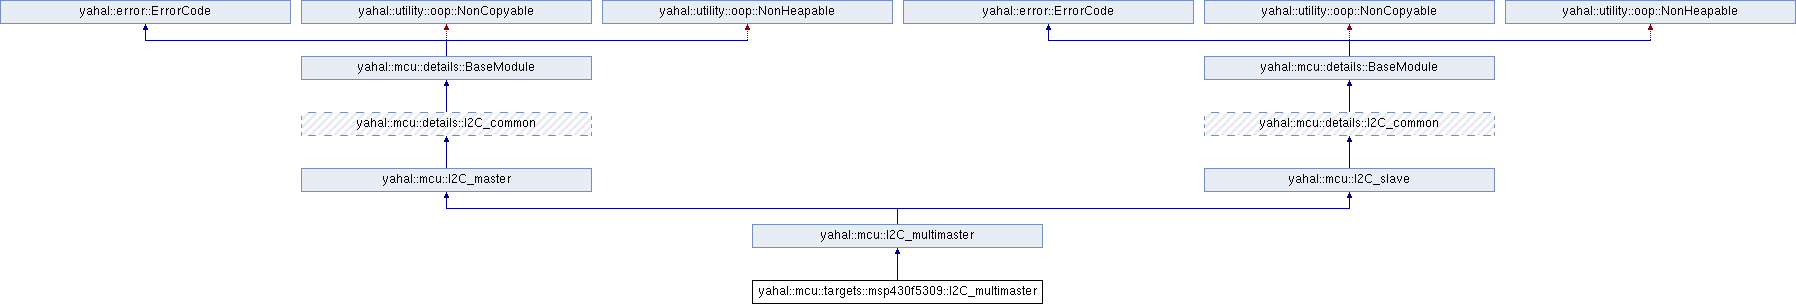 yahal::error::ErrorCode
yahal::utility::oop::NonCopyable
yahal::utility::oop::NonHeapable
yahal::error::ErrorCode
yahal::utility::oop::NonCopyable
yahal::utility::oop::NonHeapable
yahal::mcu::details::BaseModule
yahal::mcu::details::BaseModule
yahal::mcu::details::I2C_common
yahal::mcu::details::I2C_common
yahal::mcu::I2C_master
yahal::mcu::I2C_slave
yahal::mcu::I2C_multimaster
yahal::mcu::targets::msp430f5309::I2C_multimaster